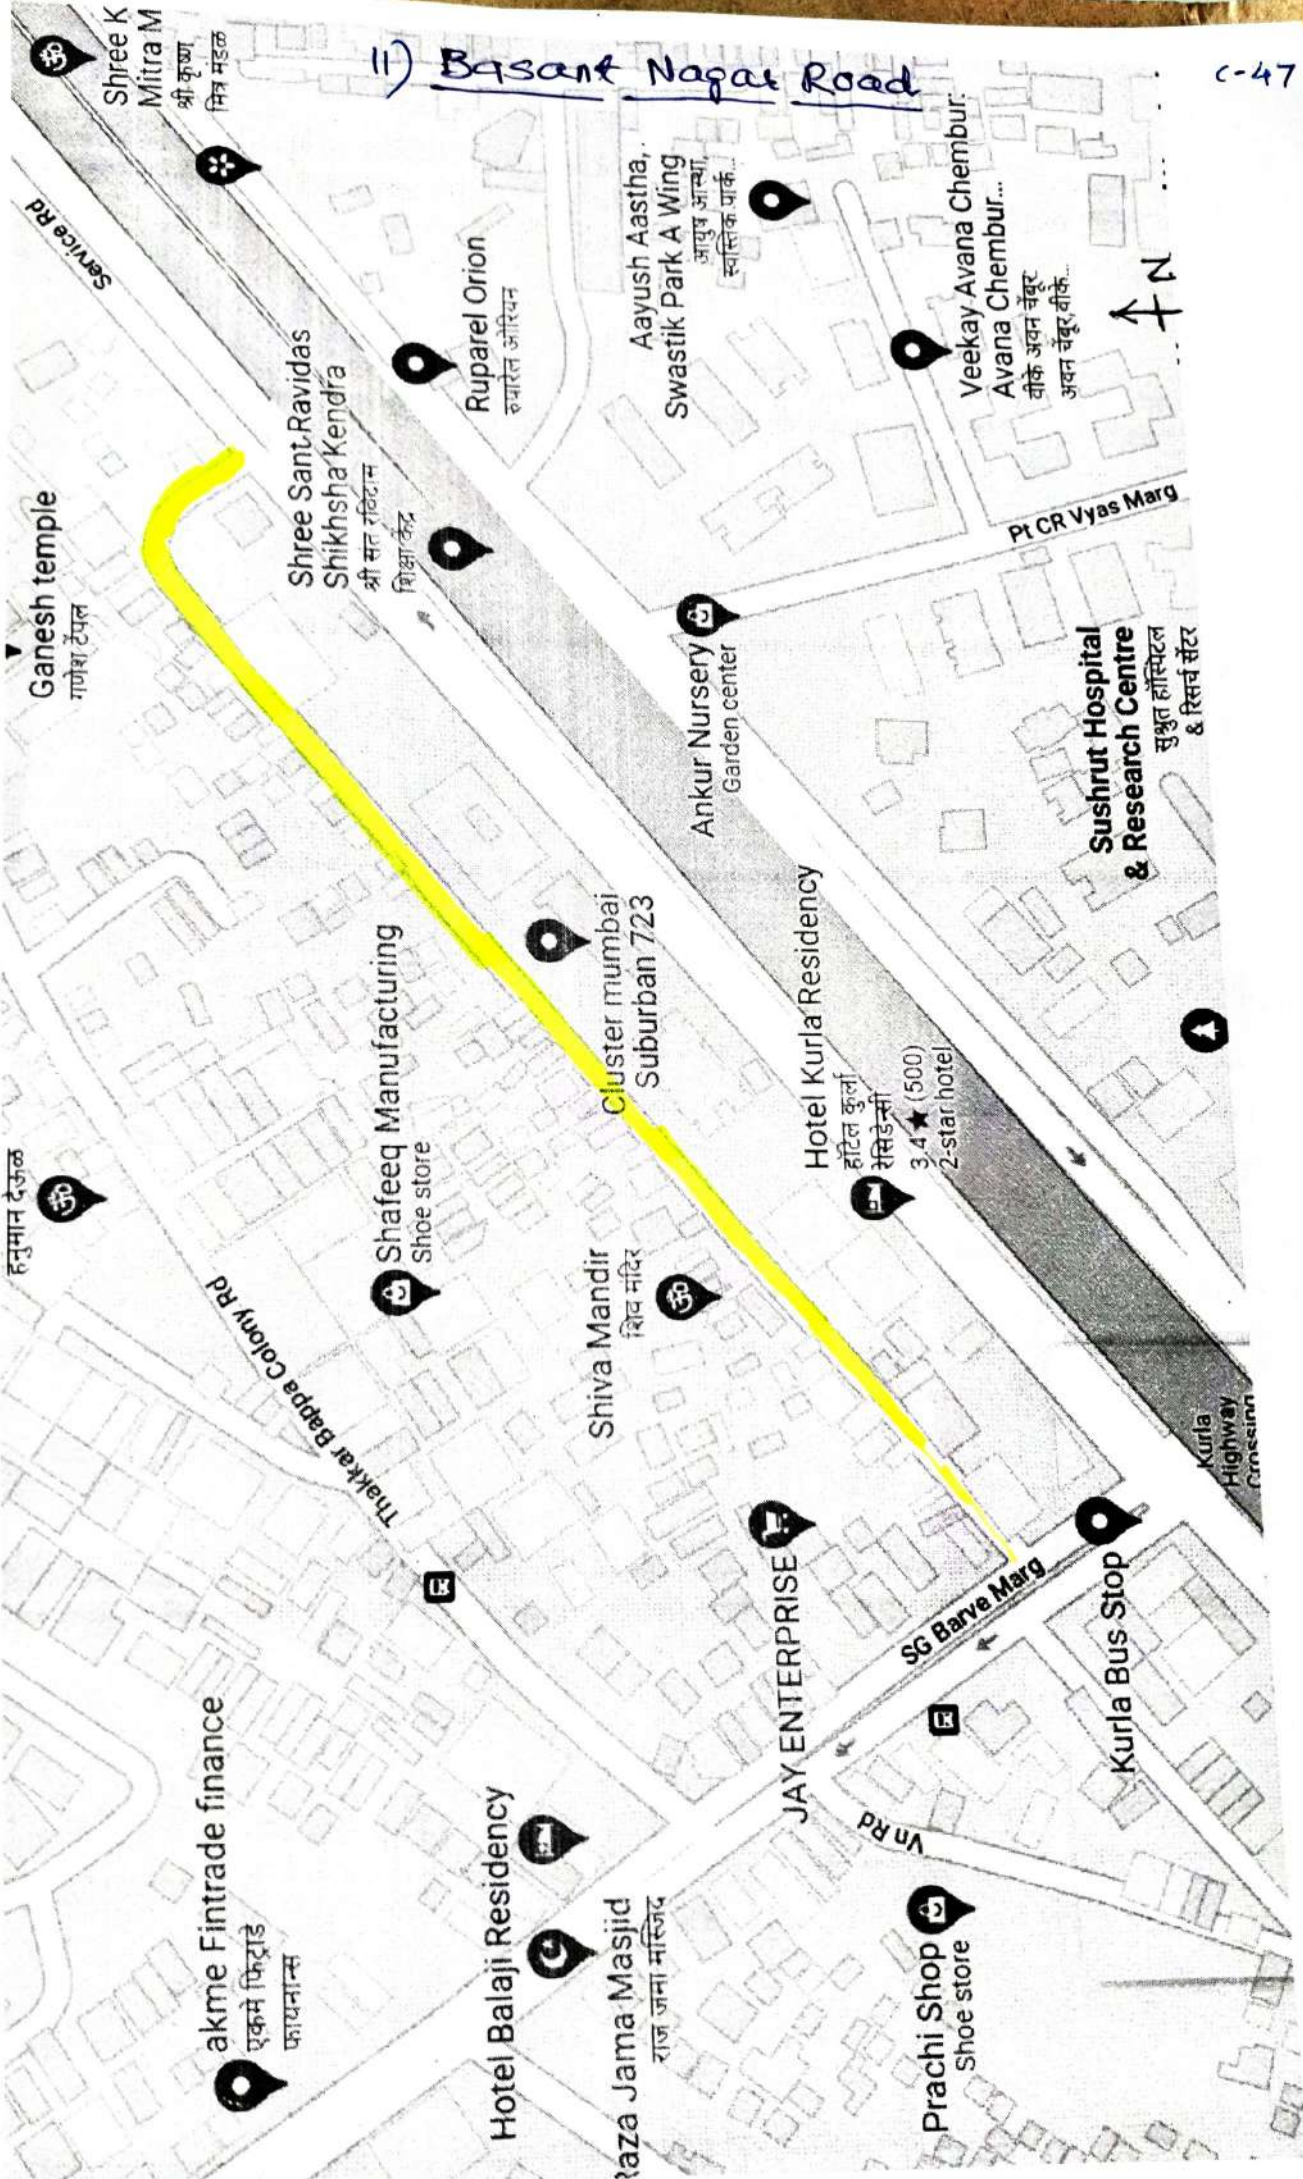 11) Basant Nagar Road
C-47
Shree K
Mitra M
श्री कृष्ण
मित्र मंडळ
Service Rd
Ganesh temple
गणेश टेंपल
Shree Sant Ravidas
Shikhsha Kendra
श्री संत रविदास
शिक्षा केंद्र
Ruparel Orion
रुपारेल ओरियन
Aayush Aastha,
Swastik Park A Wing
आयुष आस्था,
स्वस्तिक पार्क...
Veekay Avana Chembur.
Avana Chembur...
वीके अवन चेंबूर
अवन चेंबूर,वीके...
N
Pt CR Vyas Marg
Ankur Nursery
Garden center
Sushrut Hospital
& Research Centre
सुश्रुत हॉस्पिटल
& रिसर्च सेंटर
हनुमान देऊळ
Shafeeq Manufacturing
Shoe store
Cluster mumbai
Suburban 723
Hotel Kurla Residency
हॉटेल कुर्ला
रेसिडेन्सी
3.4 ★ (500)
2-star hotel
Thakkar Bappa Colony Rd
Shiva Mandir
शिव मंदिर
Kurla
Highway
Crossing
JAY ENTERPRISE
SG Barve Marg
Kurla Bus Stop
Vn Rd
akme Fintrade finance
एकमे फिट्राडे
फायनान्स
Hotel Balaji Residency
Raza Jama Masjid
राज जमा मस्जिद
Prachi Shop
Shoe store